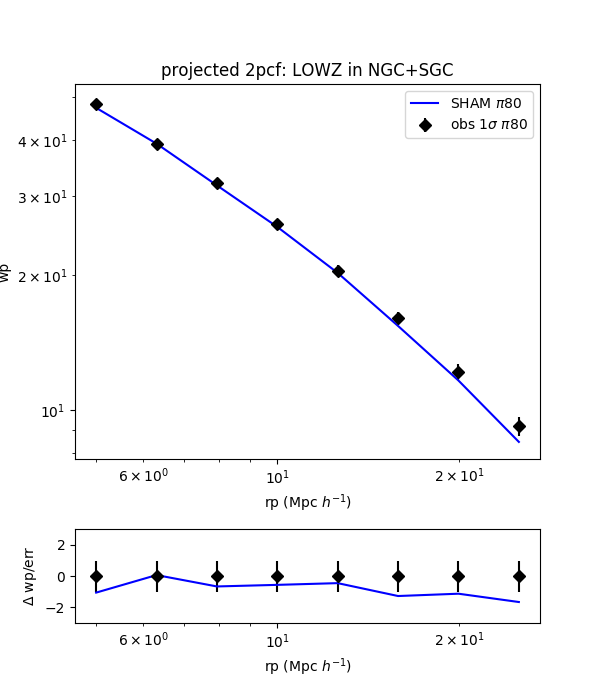 projected 2pcf: LOWZ in NGC+SGC
SHAM π80
obs 1σ π80
4 × 10¹
3 × 10¹
2 × 10¹
10¹
wp
6 × 10⁰
10¹
2 × 10¹
rp (Mpc h⁻¹)
2
0
−2
Δ wp/err
6 × 10⁰
10¹
2 × 10¹
rp (Mpc h⁻¹)